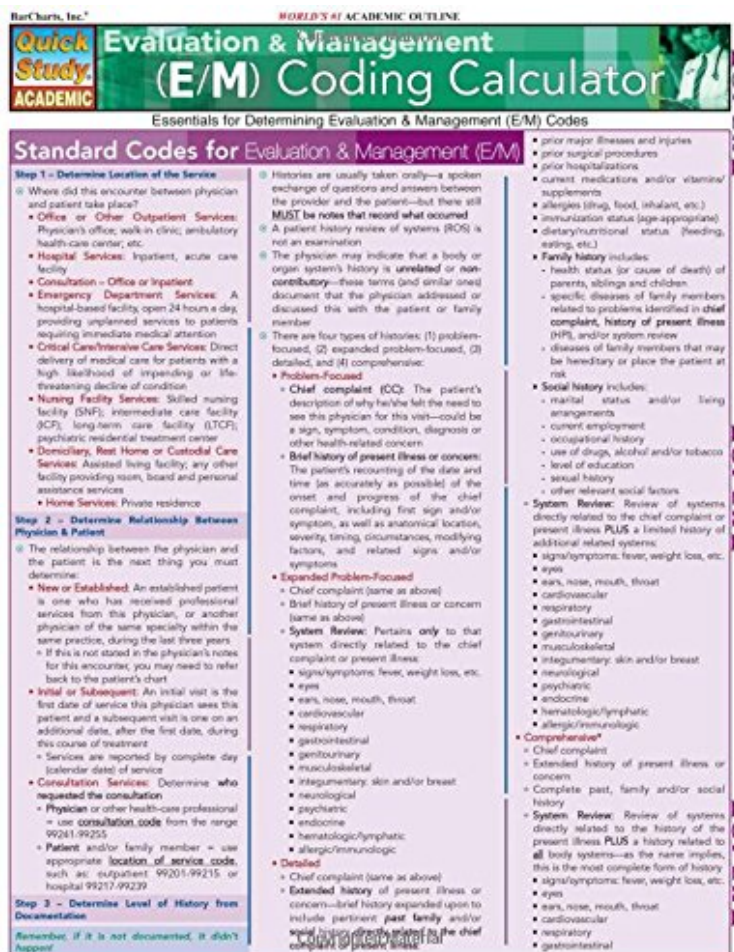 BarCharts, Inc.®
WORLD'S #1 ACADEMIC OUTLINE
Quick
Study.
ACADEMIC
Evaluation & Management
(E/M) Coding Calculator
Essentials for Determining Evaluation & Management (E/M) Codes
Standard Codes for Evaluation & Management (E/M)
Step 1 – Determine Location of the Service
Where did this encounter between physician
and patient take place?
• Office or Other Outpatient Services:
Physician's office; walk-in clinic; ambulatory
health-care center; etc.
• Hospital Services: Inpatient, acute care
facility
• Consultation – Office or Inpatient
• Emergency Department Services: A
hospital-based facility, open 24 hours a day,
providing unplanned services to patients
requiring immediate medical attention
• Critical Care/Intensive Care Services: Direct
delivery of medical care for patients with a
high likelihood of impending or life-
threatening decline of condition
• Nursing Facility Services: Skilled nursing
facility (SNF); intermediate care facility
(ICF); long-term care facility (LTCF);
psychiatric residential treatment center
• Domiciliary, Rest Home or Custodial Care
Services: Assisted living facility; any other
facility providing room, board and personal
assistance services
• Home Services: Private residence
Step 2 – Determine Relationship Between
Physician & Patient
The relationship between the physician and
the patient is the next thing you must
determine:
• New or Established: An established patient
is one who has received professional
services from this physician, or another
physician of the same specialty within the
same practice, during the last three years
If this is not stated in the physician's notes
for this encounter, you may need to refer
back to the patient's chart
• Initial or Subsequent: An initial visit is the
first date of service this physician sees this
patient and a subsequent visit is one on an
additional date, after the first date, during
this course of treatment
Services are reported by complete day
(calendar date) of service
• Consultation Services: Determine who
requested the consultation
Physician or other health-care professional
= use consultation code from the range
99241-99255
Patient and/or family member = use
appropriate location of service code,
such as: outpatient 99201-99215 or
hospital 99217-99239
Step 3 – Determine Level of History from
Documentation
Remember, if it is not documented, it didn't
happen!
Histories are usually taken orally—a spoken
exchange of questions and answers between
the provider and the patient—but there still
MUST be notes that record what occurred
A patient history review of systems (ROS) is
not an examination
The physician may indicate that a body or
organ system's history is unrelated or non-
contributory—these terms (and similar ones)
document that the physician addressed or
discussed this with the patient or family
member
There are four types of histories: (1) problem-
focused, (2) expanded problem-focused, (3)
detailed, and (4) comprehensive:
• Problem-Focused
Chief complaint (CC): The patient's
description of why he/she felt the need to
see this physician for this visit—could be
a sign, symptom, condition, diagnosis or
other health-related concern
Brief history of present illness or concern:
The patient's recounting of the date and
time (as accurately as possible) of the
onset and progress of the chief
complaint, including first sign and/or
symptom, as well as anatomical location,
severity, timing, circumstances, modifying
factors, and related signs and/or
symptoms
• Expanded Problem-Focused
Chief complaint (same as above)
Brief history of present illness or concern
(same as above)
System Review: Pertains only to that
system directly related to the chief
complaint or present illness:
▪ signs/symptoms: fever, weight loss, etc.
▪ eyes
▪ ears, nose, mouth, throat
▪ cardiovascular
▪ respiratory
▪ gastrointestinal
▪ genitourinary
▪ musculoskeletal
▪ integumentary: skin and/or breast
▪ neurological
▪ psychiatric
▪ endocrine
▪ hematologic/lymphatic
▪ allergic/immunologic
• Detailed
Chief complaint (same as above)
Extended history of present illness or
concern—brief history expanded upon to
include pertinent past family and/or
social history directly related to the chief
complaint or present illness
▪ prior major illnesses and injuries
▪ prior surgical procedures
▪ prior hospitalizations
▪ current medications and/or vitamins/
supplements
▪ allergies (drug, food, inhalant, etc.)
▪ immunization status (age-appropriate)
▪ dietary/nutritional status (feeding,
eating, etc.)
▪ Family history includes:
- health status (or cause of death) of
parents, siblings and children
- specific diseases of family members
related to problems identified in chief
complaint, history of present illness
(HPI), and/or system review
- diseases of family members that may
be hereditary or place the patient at
risk
▪ Social history includes:
- marital status and/or living
arrangements
- current employment
- occupational history
- use of drugs, alcohol and/or tobacco
- level of education
- sexual history
- other relevant social factors
System Review: Review of systems
directly related to the chief complaint or
present illness PLUS a limited history of
additional related systems:
▪ signs/symptoms: fever, weight loss, etc.
▪ eyes
▪ ears, nose, mouth, throat
▪ cardiovascular
▪ respiratory
▪ gastrointestinal
▪ genitourinary
▪ musculoskeletal
▪ integumentary: skin and/or breast
▪ neurological
▪ psychiatric
▪ endocrine
▪ hematologic/lymphatic
▪ allergic/immunologic
• Comprehensive*
Chief complaint
Extended history of present illness or
concern
Complete past, family and/or social
history
System Review: Review of systems
directly related to the history of the
present illness PLUS a history related to
all body systems—as the name implies,
this is the most complete form of history
▪ signs/symptoms: fever, weight loss, etc.
▪ eyes
▪ ears, nose, mouth, throat
▪ cardiovascular
▪ respiratory
▪ gastrointestinal
Copyrighted Material